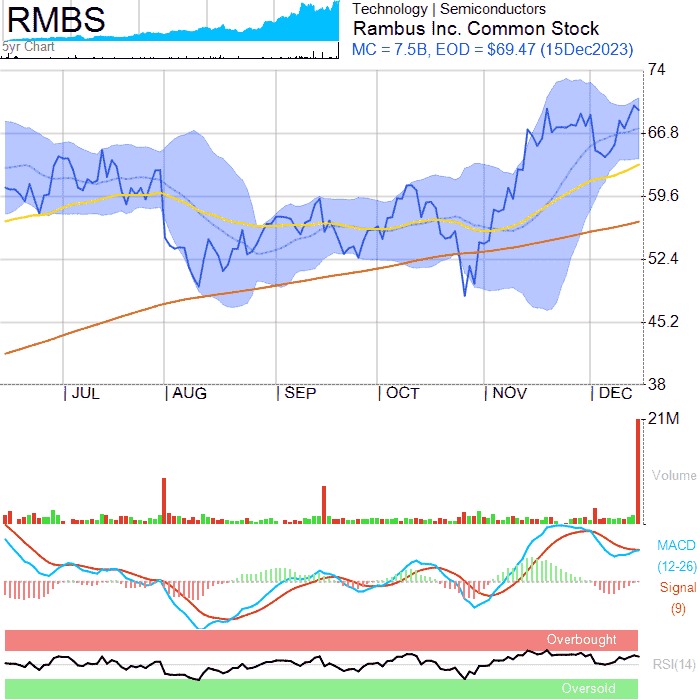 RMBS
5yr Chart
Technology | Semiconductors
Rambus Inc. Common Stock
MC = 7.5B, EOD = $69.47 (15Dec2023)
74
66.8
59.6
52.4
45.2
38
| JUL | AUG | SEP | OCT | NOV | DEC
21M
Volume
MACD
(12-26)
Signal
(9)
Overbought
RSI(14)
Oversold